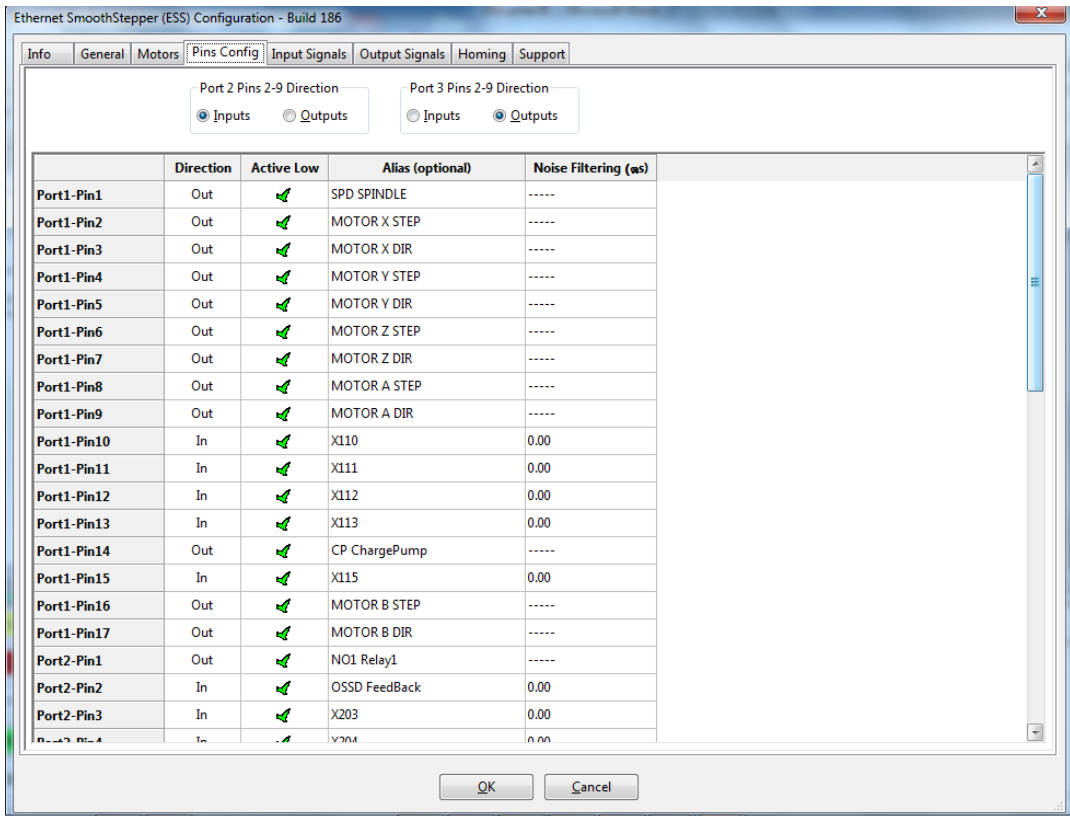 Ethernet SmoothStepper (ESS) Configuration - Build 186
Info General Motors Pins Config Input Signals Output Signals Homing Support
Port 2 Pins 2-9 Direction Port 3 Pins 2-9 Direction
Inputs Outputs Inputs Outputs
Direction Active Low Alias (optional) Noise Filtering (ɷs)
Port1-Pin1 Out SPD SPINDLE -----
Port1-Pin2 Out MOTOR X STEP -----
Port1-Pin3 Out MOTOR X DIR -----
Port1-Pin4 Out MOTOR Y STEP -----
Port1-Pin5 Out MOTOR Y DIR -----
Port1-Pin6 Out MOTOR Z STEP -----
Port1-Pin7 Out MOTOR Z DIR -----
Port1-Pin8 Out MOTOR A STEP -----
Port1-Pin9 Out MOTOR A DIR -----
Port1-Pin10 In X110 0.00
Port1-Pin11 In X111 0.00
Port1-Pin12 In X112 0.00
Port1-Pin13 In X113 0.00
Port1-Pin14 Out CP ChargePump -----
Port1-Pin15 In X115 0.00
Port1-Pin16 Out MOTOR B STEP -----
Port1-Pin17 Out MOTOR B DIR -----
Port2-Pin1 Out NO1 Relay1 -----
Port2-Pin2 In OSSD FeedBack 0.00
Port2-Pin3 In X203 0.00
Port2-Pin4 In X204 0.00
OK Cancel